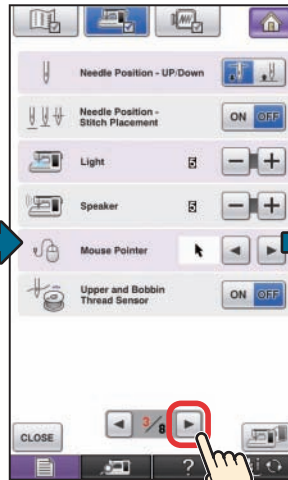 Needle Position - UP/Down
Needle Position -
Stitch Placement
ON OFF
Light
5
Speaker
5
Mouse Pointer
Upper and Bobbin
Thread Sensor
ON OFF
3/8
CLOSE
?